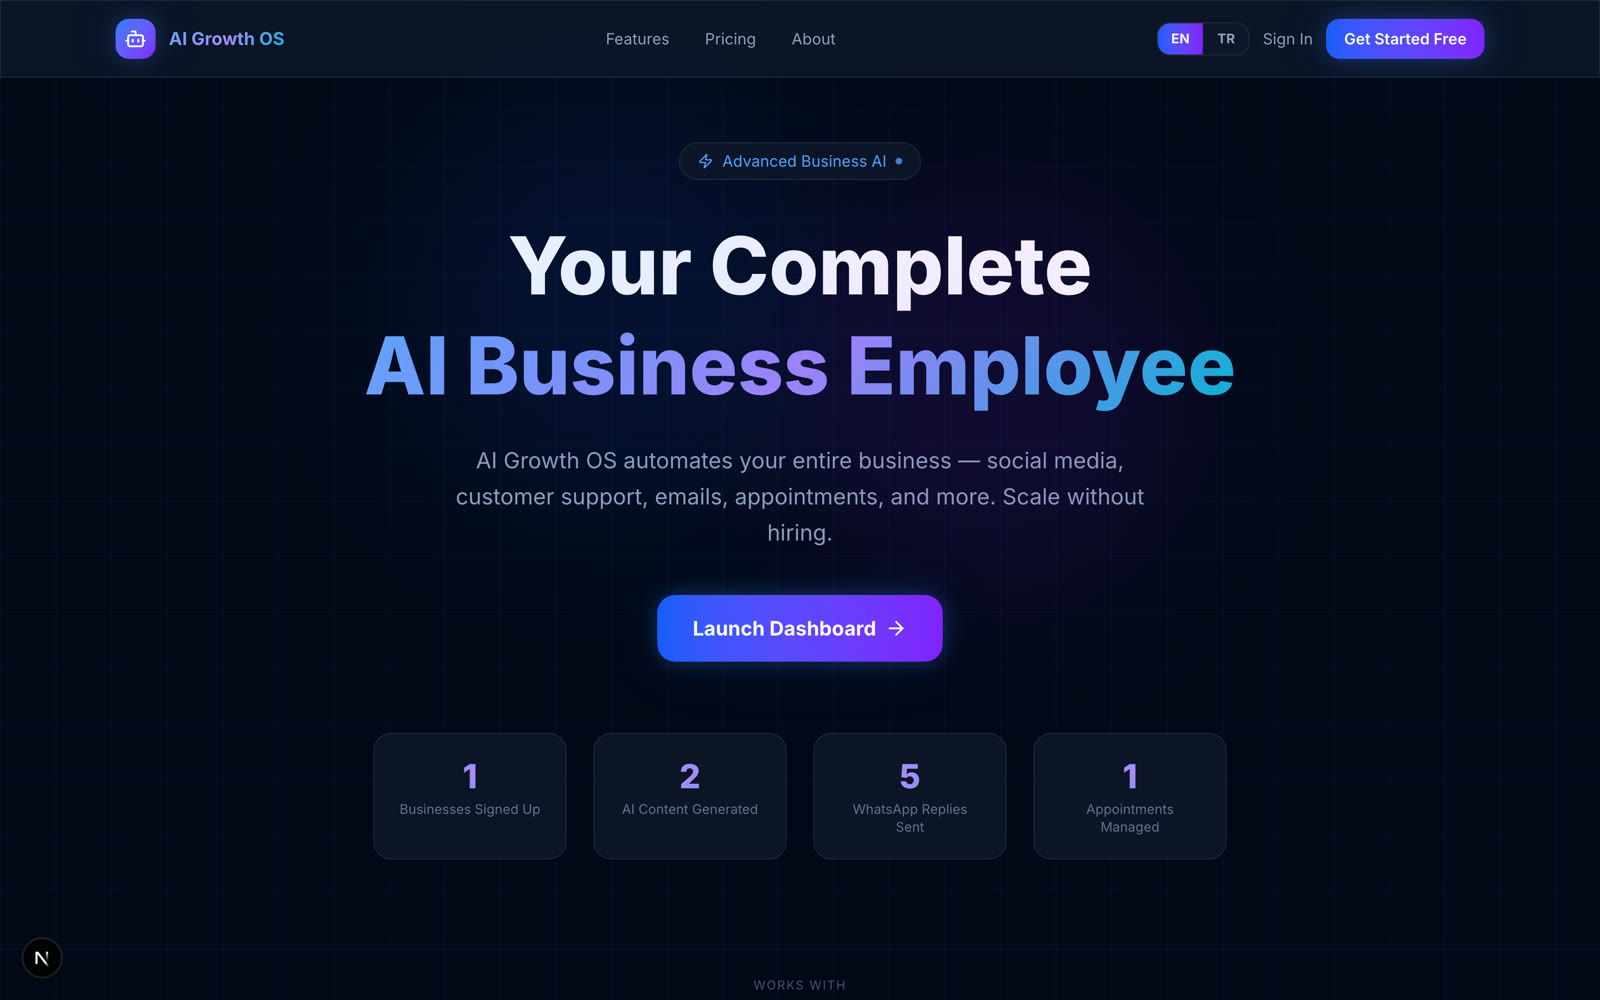 AI Growth OS
Features
Pricing
About
EN
TR
Sign In
Get Started Free
Advanced Business AI
Your Complete
AI Business Employee
AI Growth OS automates your entire business — social media,
customer support, emails, appointments, and more. Scale without
hiring.
Launch Dashboard
1
Businesses Signed Up
2
AI Content Generated
5
WhatsApp Replies
Sent
1
Appointments
Managed
N
WORKS WITH